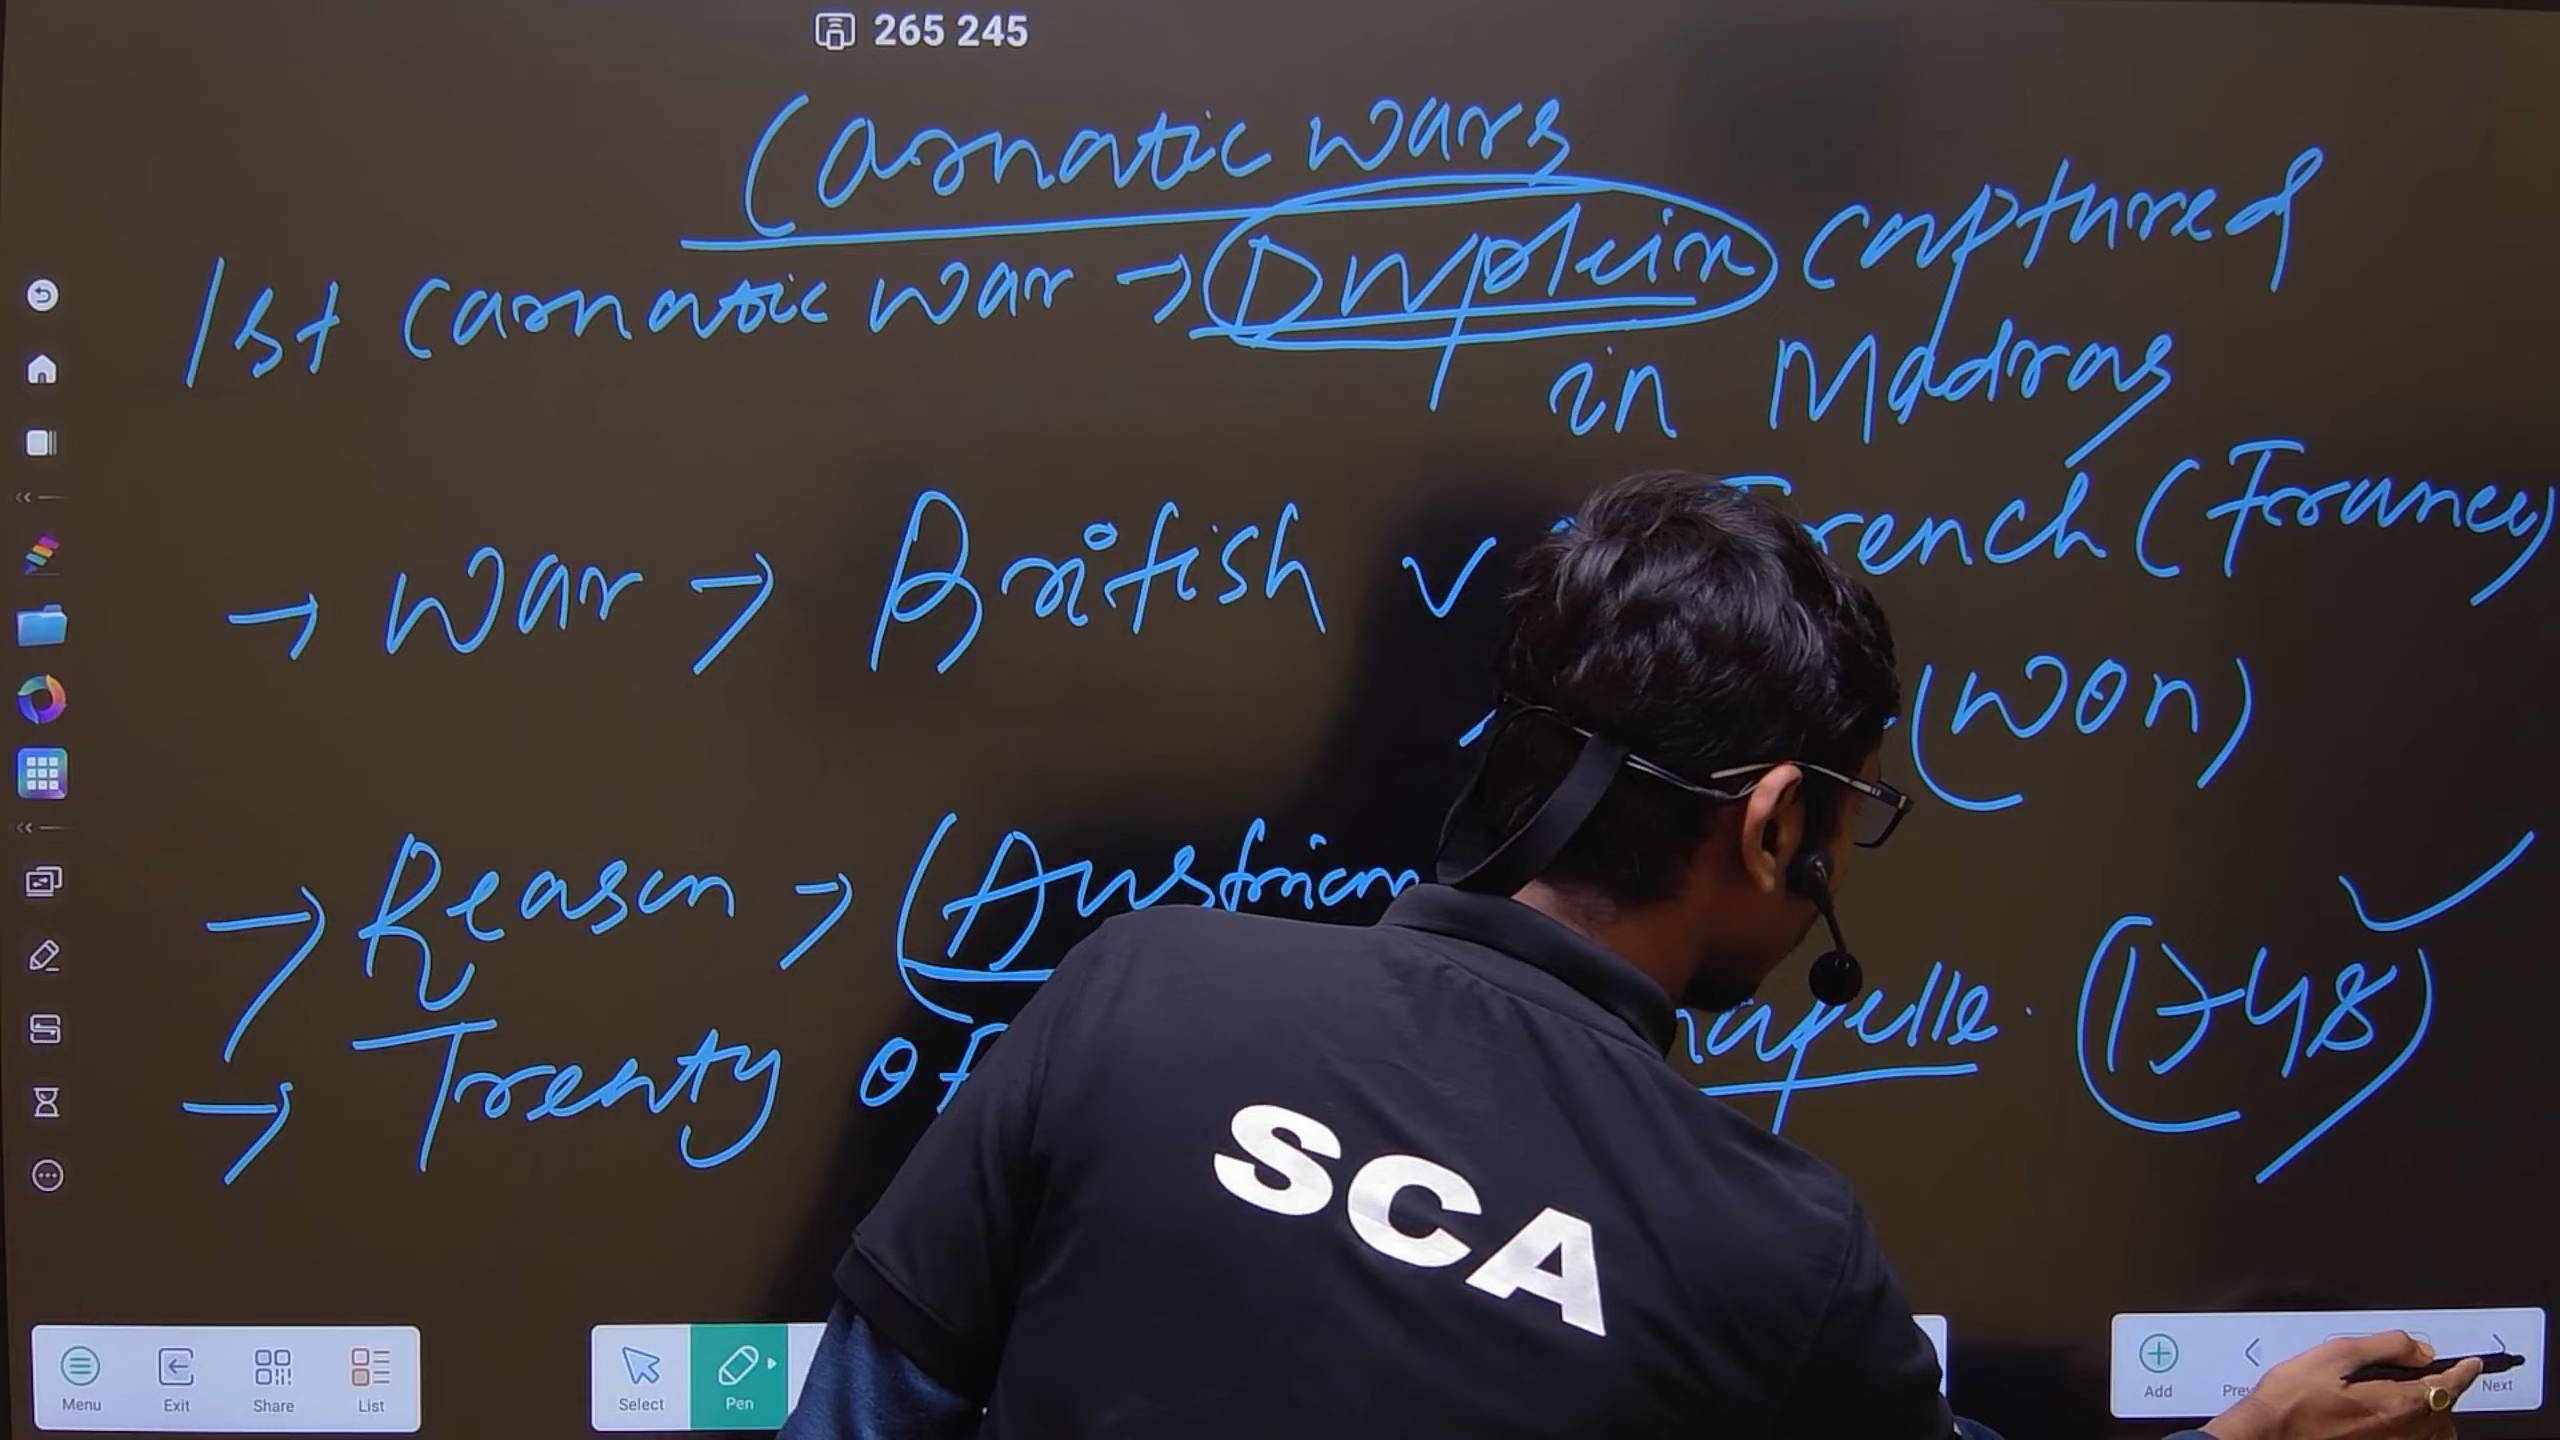 265 245
Carnatic wars
1st Carnatic war → Dupleix captured
in Madras
→ War → British v French (France)
(Won)
→ Reason → (Austrian
→ Treaty of chapelle. (1748)
SCA
Menu Exit Share List Select Pen Add Prev Next